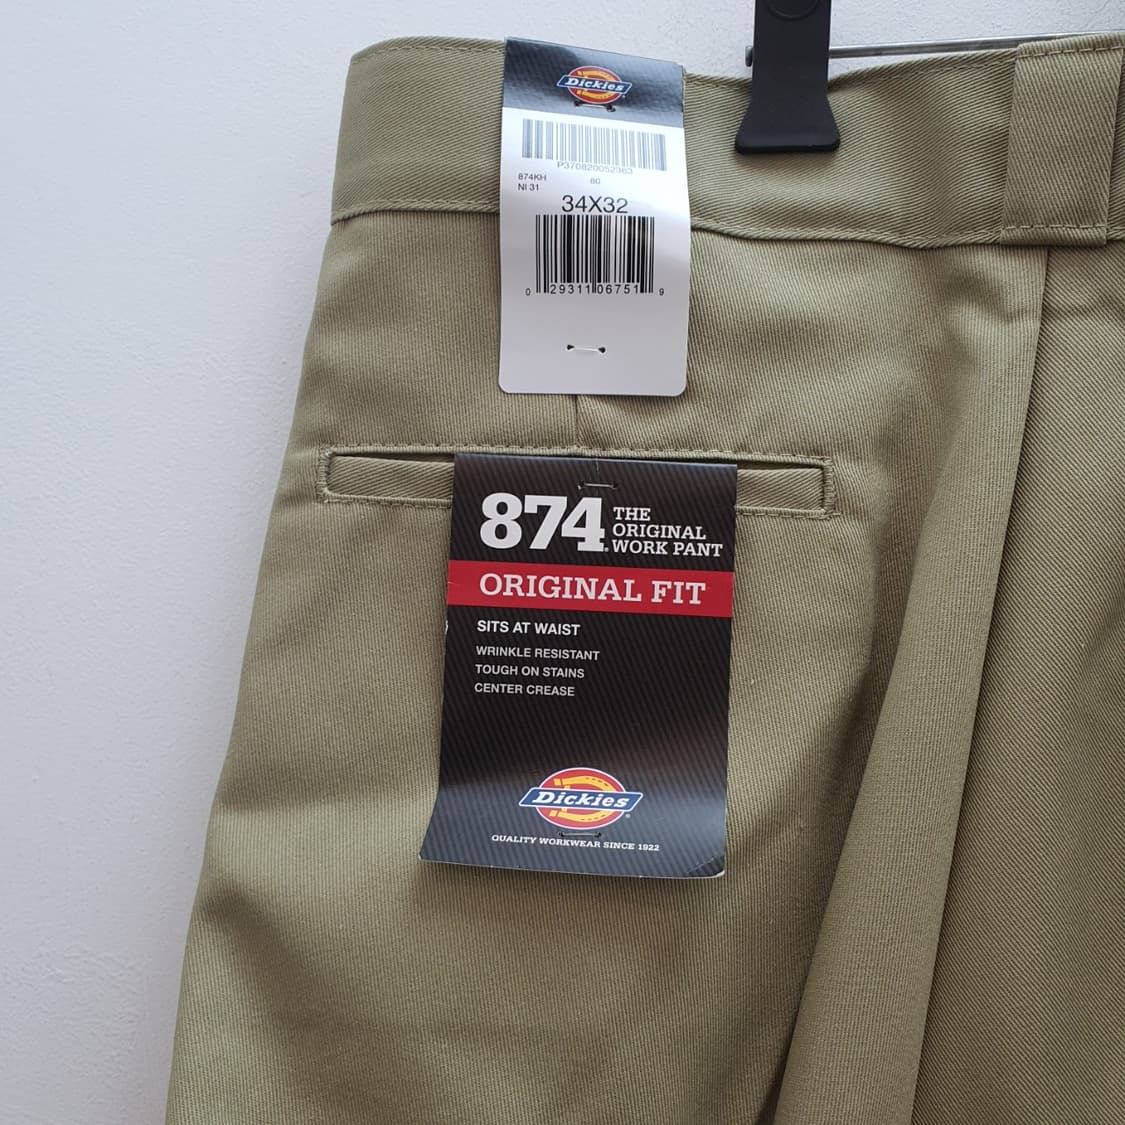 Dickies
P370820052363
874KH 80
NI 31
34X32
0 29311 06751 9
874
THE
ORIGINAL
WORK PANT
ORIGINAL FIT
SITS AT WAIST
WRINKLE RESISTANT
TOUGH ON STAINS
CENTER CREASE
Dickies
QUALITY WORKWEAR SINCE 1922